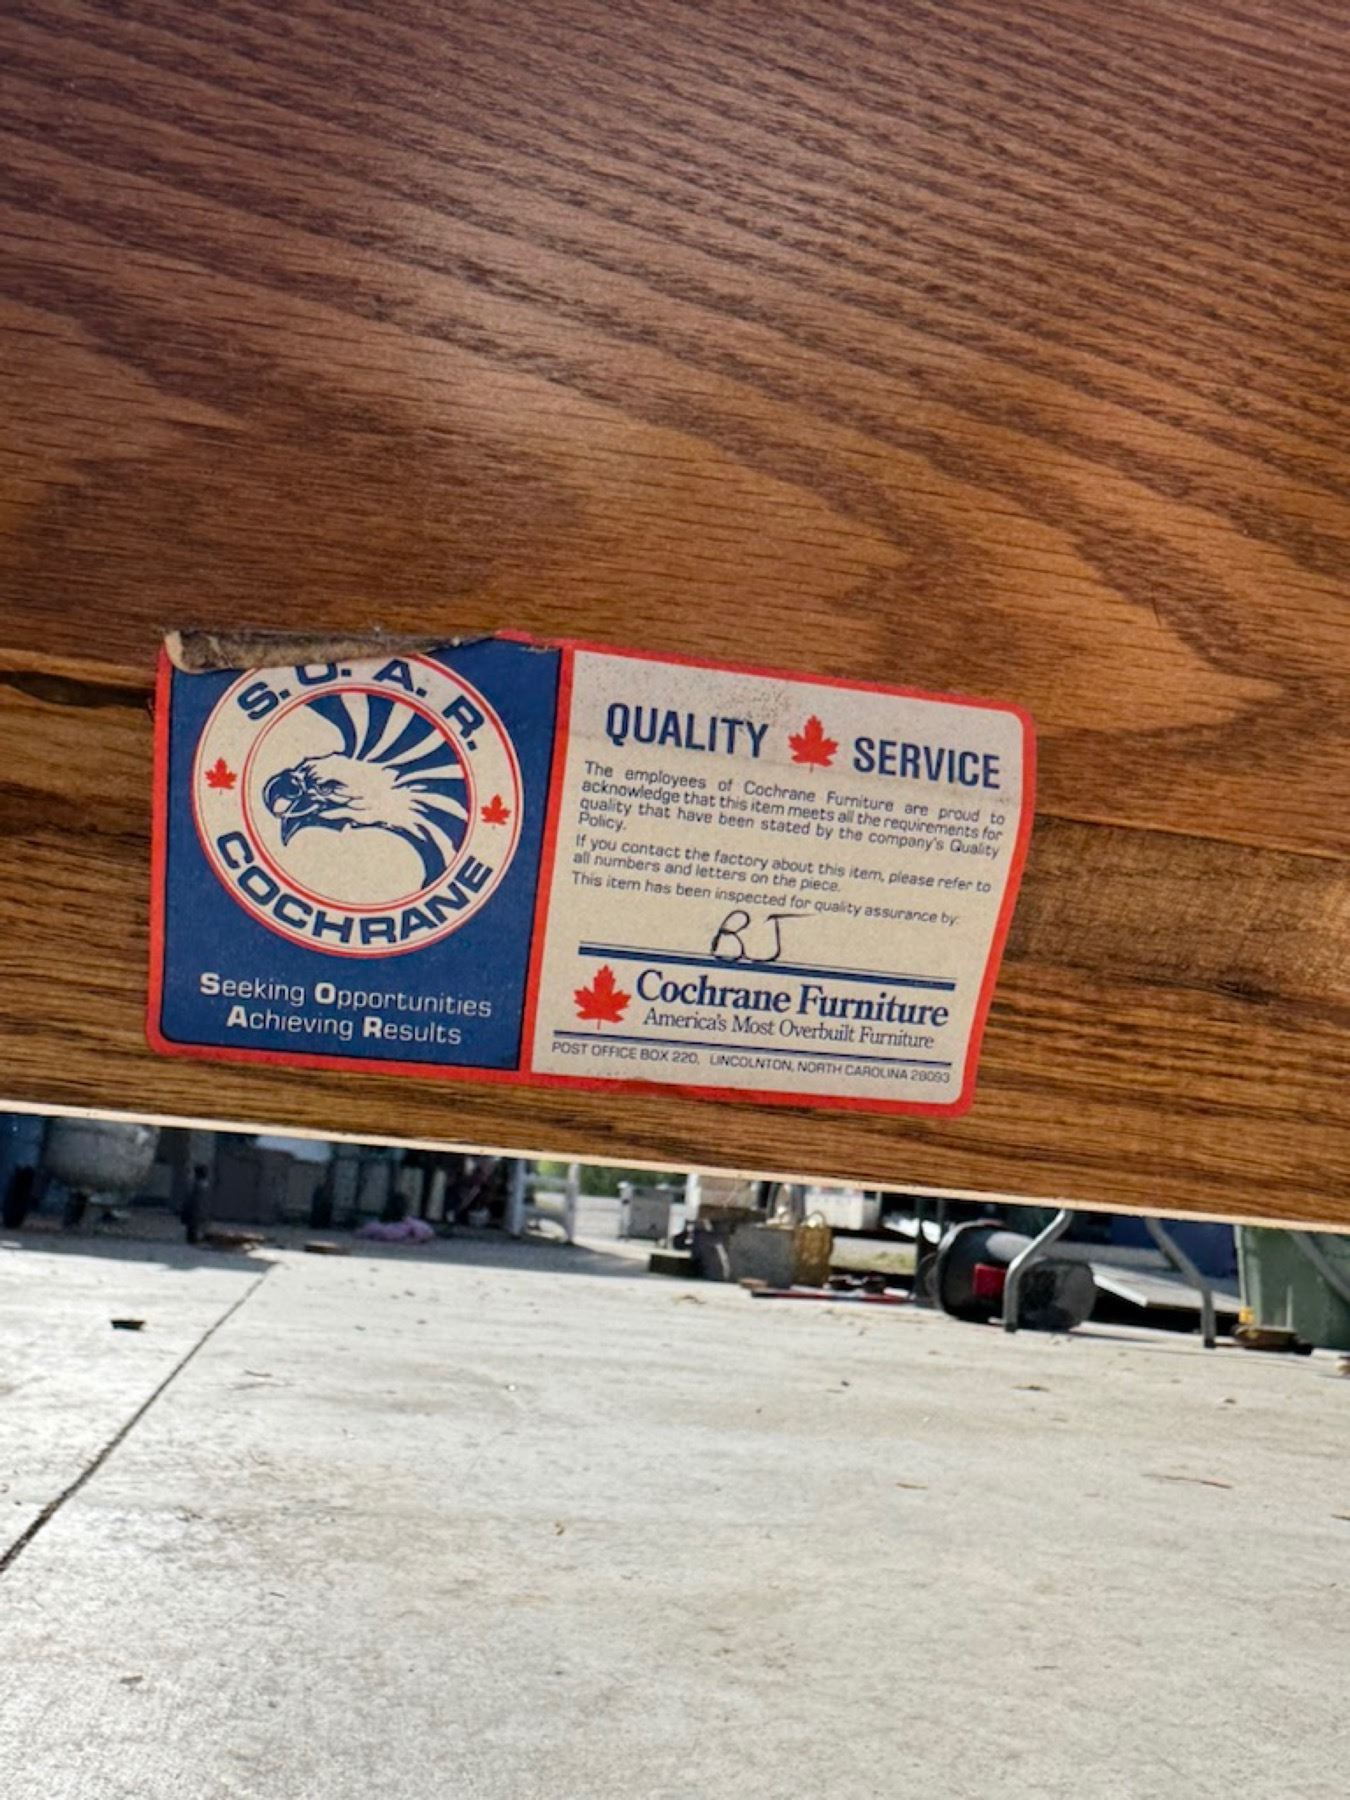 S.O.A.R.
COCHRANE
Seeking Opportunities
Achieving Results
QUALITY SERVICE
The employees of Cochrane Furniture are proud to
acknowledge that this item meets all the requirements for
quality that have been stated by the company's Quality
Policy.
If you contact the factory about this item, please refer to
all numbers and letters on the piece.
This item has been inspected for quality assurance by:
BJ
Cochrane Furniture
America's Most Overbuilt Furniture
POST OFFICE BOX 220, LINCOLNTON, NORTH CAROLINA 28093